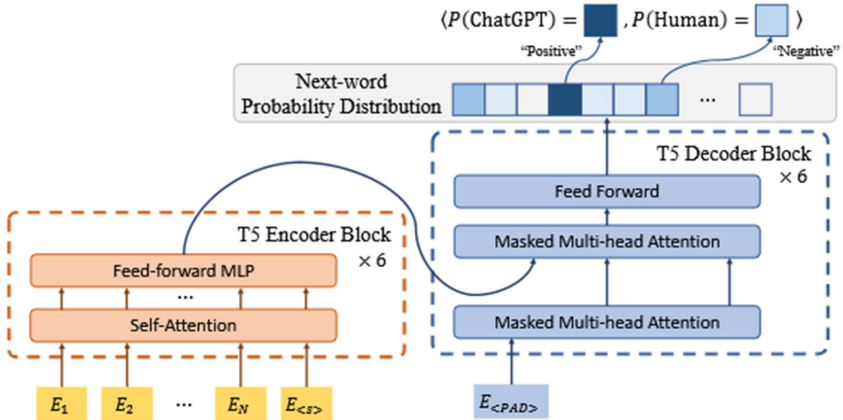 ⟨P(ChatGPT) = , P(Human) = ⟩
"Positive"
"Negative"
Next-word
Probability Distribution
...
T5 Decoder Block
× 6
Feed Forward
Masked Multi-head Attention
Masked Multi-head Attention
E<PAD>
T5 Encoder Block
× 6
Feed-forward MLP
...
Self-Attention
E1 E2 ... EN E<s>